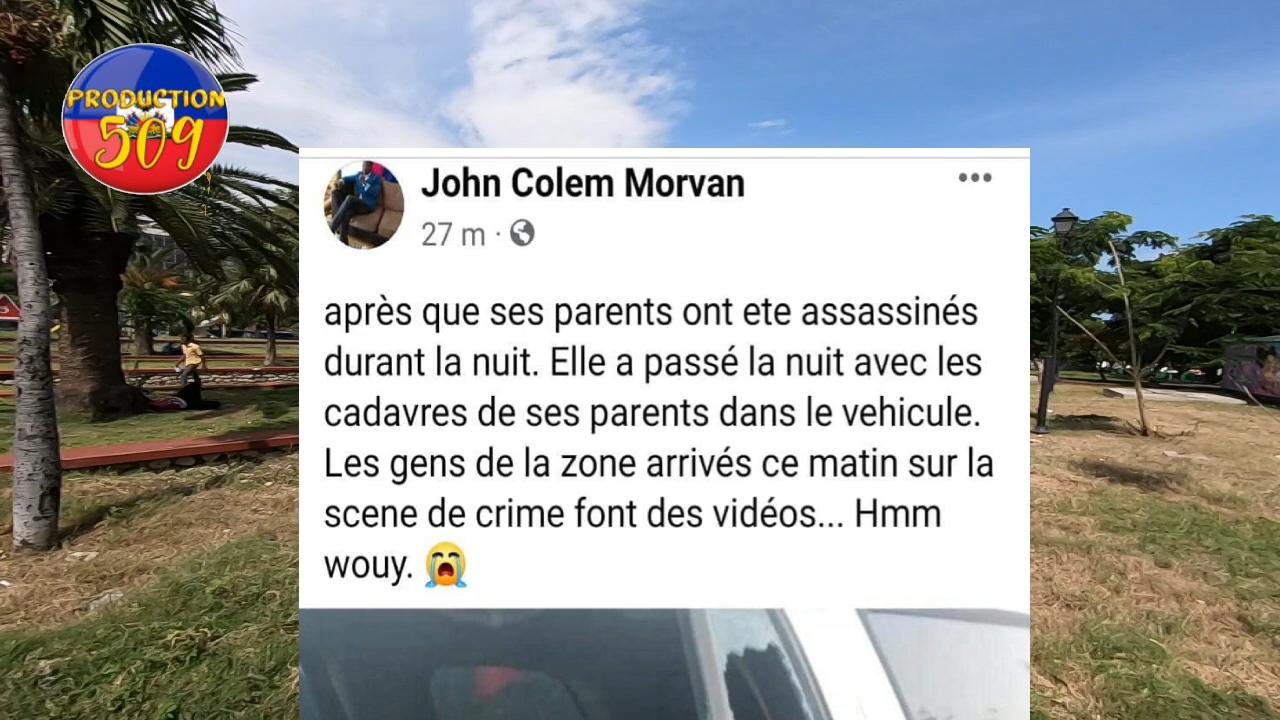 PRODUCTION
509
John Colem Morvan
27 m ·
après que ses parents ont ete assassinés
durant la nuit. Elle a passé la nuit avec les
cadavres de ses parents dans le vehicule.
Les gens de la zone arrivés ce matin sur la
scene de crime font des vidéos... Hmm
wouy. 😭